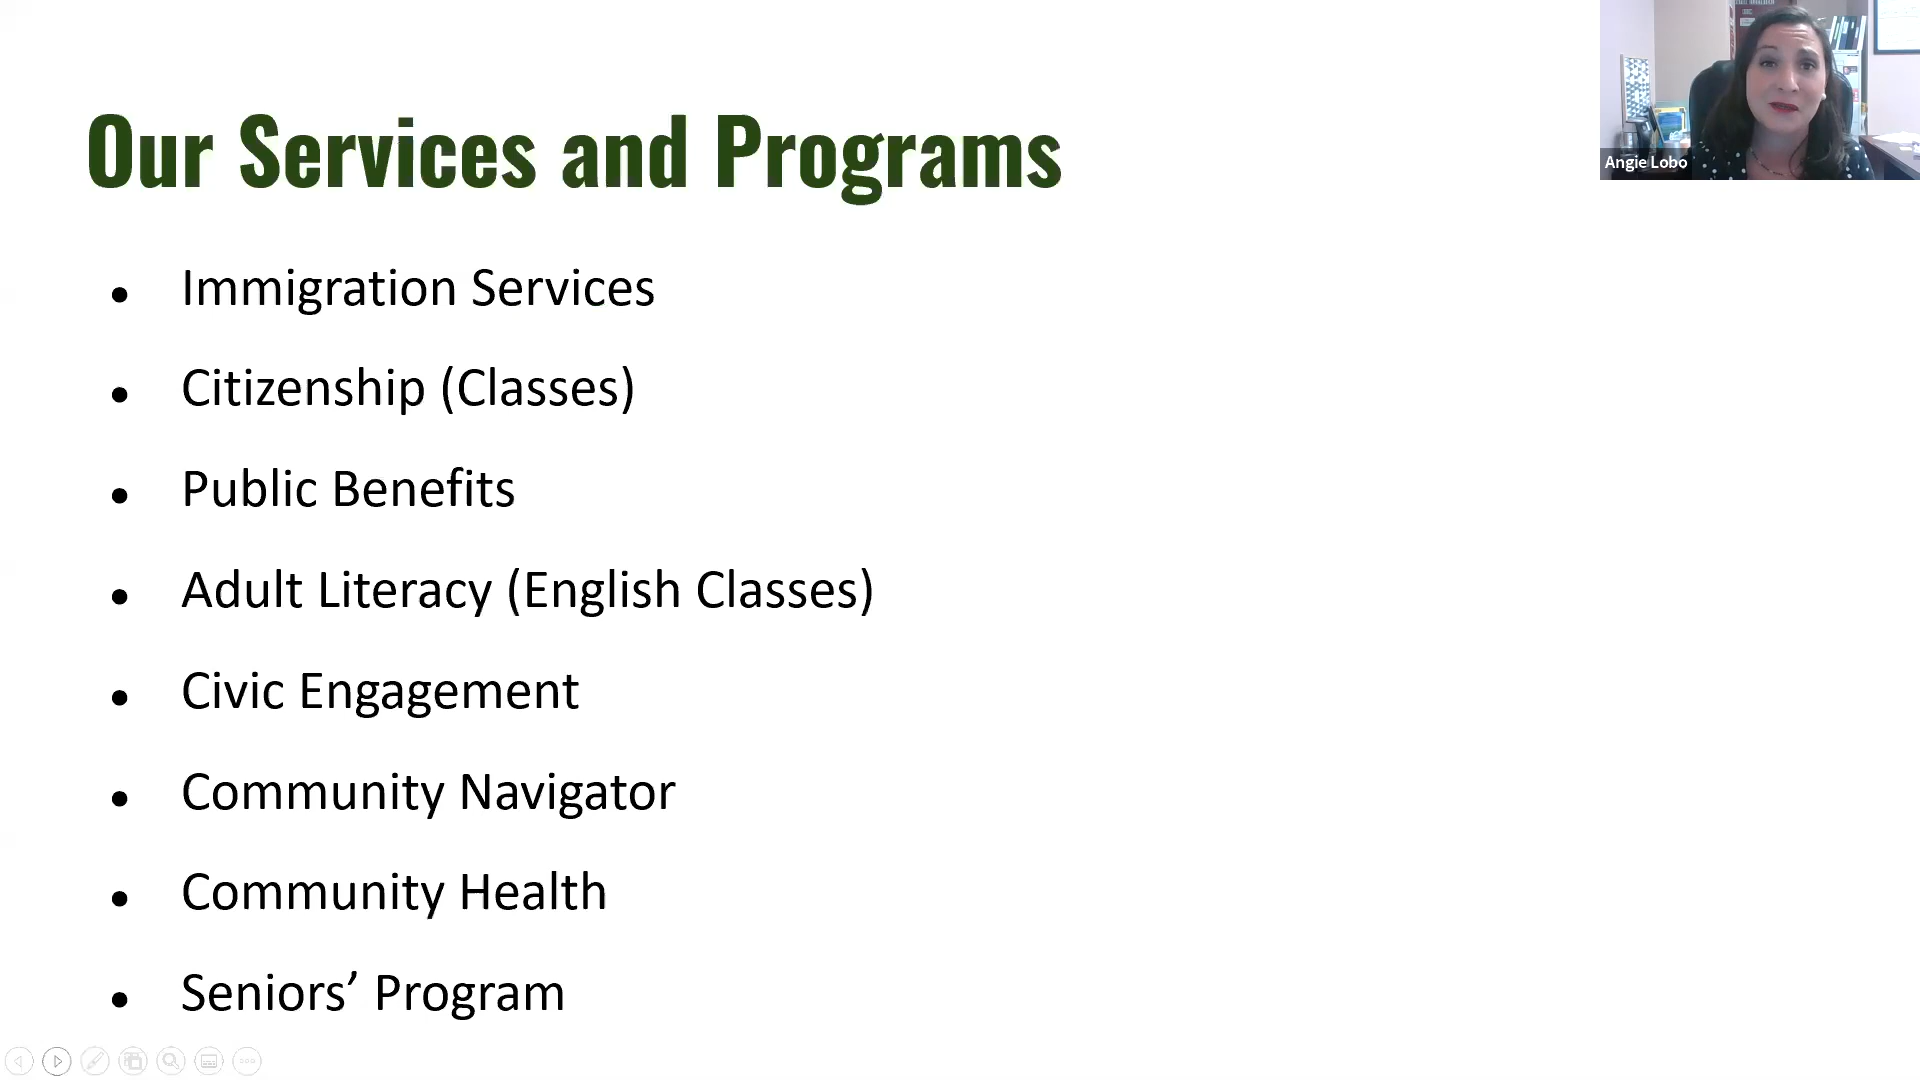 Our Services and Programs
Angie Lobo
• Immigration Services
• Citizenship (Classes)
• Public Benefits
• Adult Literacy (English Classes)
• Civic Engagement
• Community Navigator
• Community Health
• Seniors’ Program